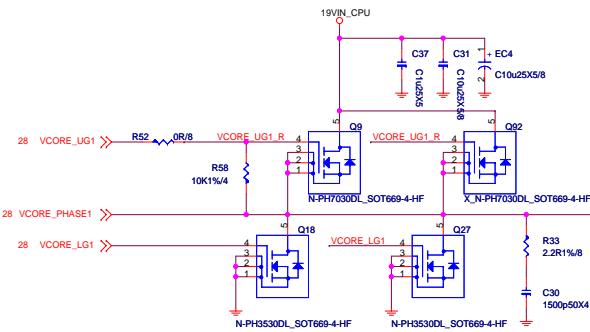 19VIN_CPU
C37
C1u25X5
C31
C10u25X5/8
1
+ EC4
2
C10u25X5/8
5
Q9
5
Q92
28 VCORE_UG1
R52
0R/8
VCORE_UG1_R
4
3
2
1
VCORE_UG1_R
4
3
2
1
R58
10K1%/4
N-PH7030DL_SOT669-4-HF
X_N-PH7030DL_SOT669-4-HF
28 VCORE_PHASE1
5
Q18
5
Q27
28 VCORE_LG1
4
3
2
1
VCORE_LG1
4
3
2
1
R33
2.2R1%/8
C30
1500p50X4
N-PH3530DL_SOT669-4-HF
N-PH3530DL_SOT669-4-HF